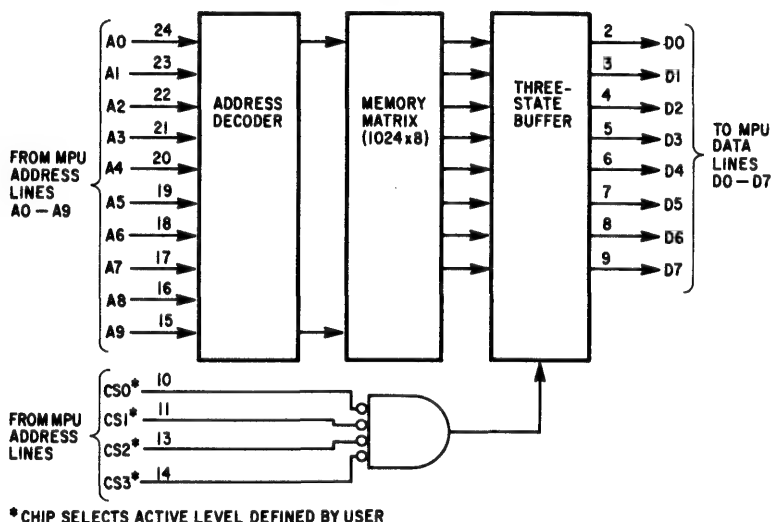 A0 24
A1 23
A2 22
A3 21
A4 20
A5 19
A6 18
A7 17
A8 16
A9 15
FROM MPU
ADDRESS
LINES
A0 – A9
ADDRESS
DECODER
MEMORY
MATRIX
(1024x8)
THREE-
STATE
BUFFER
2 D0
3 D1
4 D2
5 D3
6 D4
7 D5
8 D6
9 D7
TO MPU
DATA
LINES
D0 – D7
FROM MPU
ADDRESS
LINES
CS0* 10
CS1* 11
CS2* 13
CS3* 14
* CHIP SELECTS ACTIVE LEVEL DEFINED BY USER